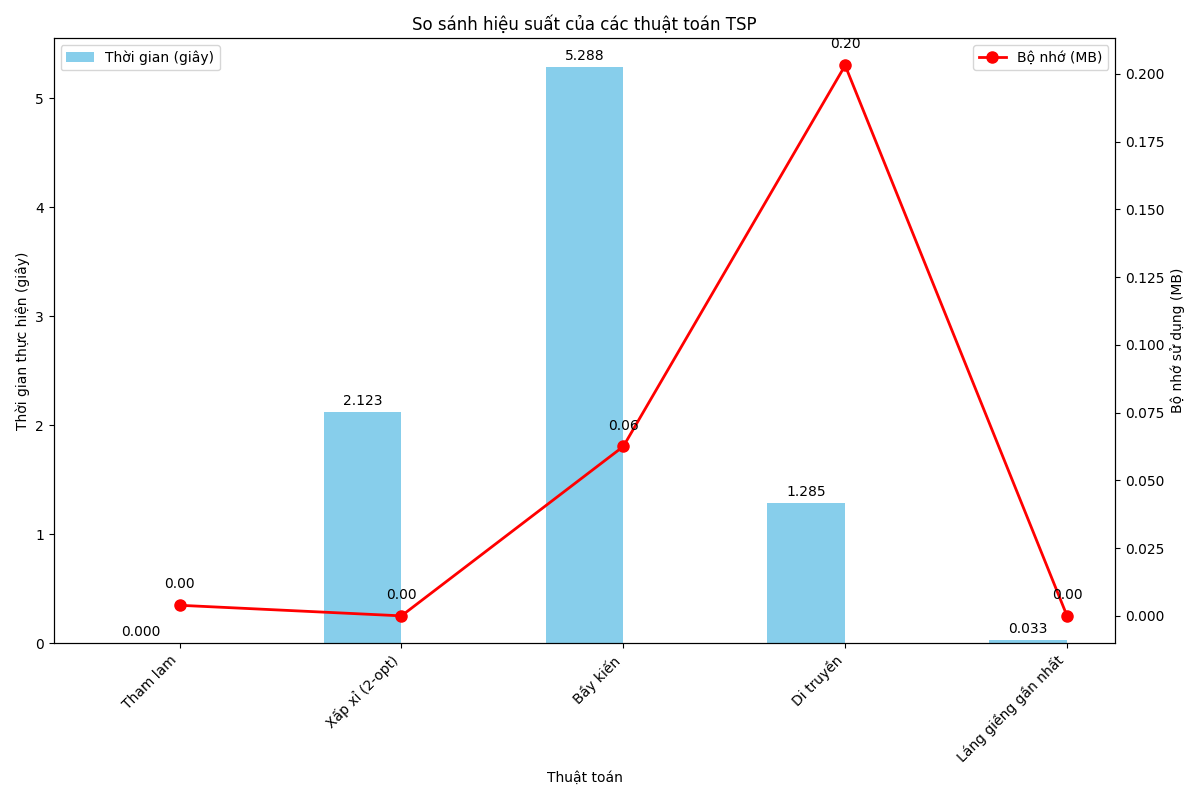 So sánh hiệu suất của các thuật toán TSP
Thời gian (giây)
Bộ nhớ (MB)
Thời gian thực hiện (giây)
5
4
3
2
1
0
0.000
2.123
5.288
1.285
0.033
0.00
0.00
0.06
0.20
0.00
0.200
0.175
0.150
0.125
0.100
0.075
0.050
0.025
0.000
Bộ nhớ sử dụng (MB)
Tham lam
Xấp xỉ (2-opt)
Bầy kiến
Di truyền
Láng giềng gần nhất
Thuật toán